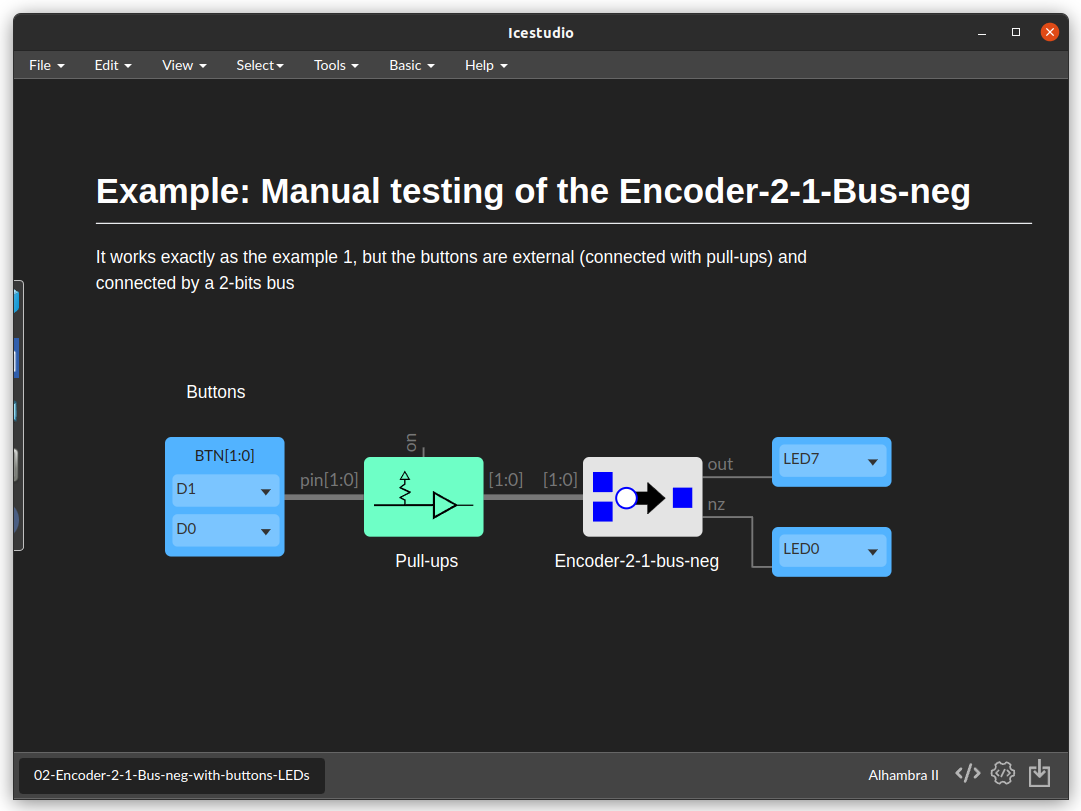 Icestudio
File Edit View Select Tools Basic Help
Example: Manual testing of the Encoder-2-1-Bus-neg
It works exactly as the example 1, but the buttons are external (connected with pull-ups) and
connected by a 2-bits bus
Buttons
BTN[1:0]
D1
D0
pin[1:0]
on
[1:0]
[1:0]
out
nz
LED7
LED0
Pull-ups
Encoder-2-1-bus-neg
02-Encoder-2-1-Bus-neg-with-buttons-LEDs
Alhambra II